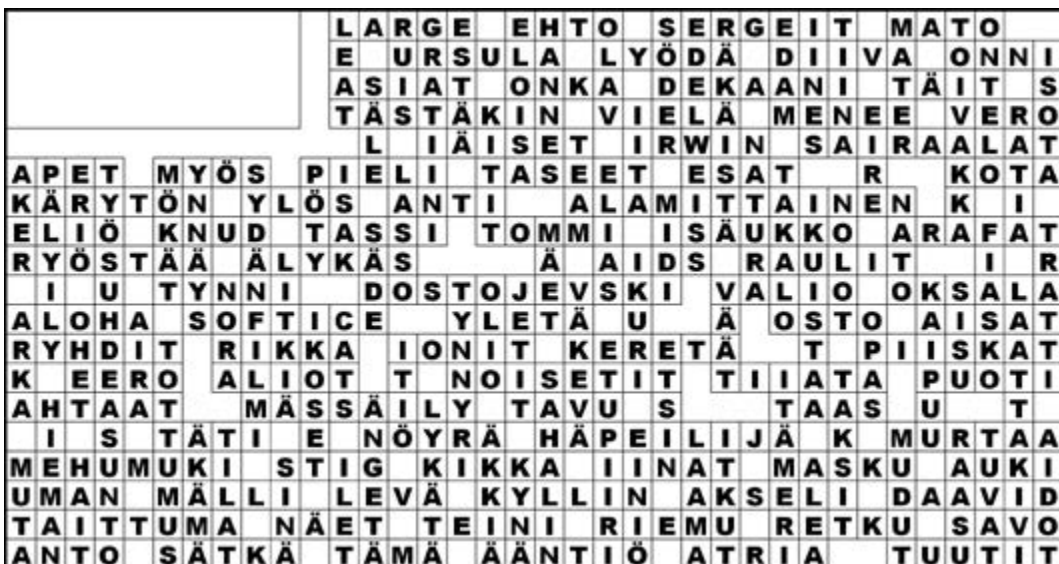 LARGE EHTO SERGEIT MATO
E URSULA LYÖDÄ DIIVA ONNI
ASIAT ONKA DEKAANI TÄIT S
TÄSTÄKIN VIELÄ MENEE VERO
L IÄISET IRWIN SAIRAALAT
APET MYÖS PIELI TASEET ESAT R KOTA
KÄRYTÖN YLÖS ANTI ALAMITTAINEN K I
ELIÖ KNUD TASSI TOMMI ISÄUKKO ARAFAT
RYÖSTÄÄ ÄLYKÄS Ä AIDS RAULIT I R
I U TYNNI DOSTOJEVSKI VALIO OKSALA
ALOHA SOFTICE YLETÄ U Ä OSTO AISAT
RYHDIT RIKKA IONIT KERETÄ T PIISKAT
K EERO ALIOT T NOISETIT TIIATA PUOTI
AHTAAT MÄSSÄILY TAVU S TAAS U T
I S TÄTI E NÖYRÄ HÄPEILIJÄ K MURTAA
MEHUMUKI STIG KIKKA IINAT MASKU AUKI
UMAN MÄLLI LEVÄ KYLLIN AKSELI DAAVID
TAITTUMA NÄET TEINI RIEMU RETKU SAVO
ANTO SÄTKÄ TÄMÄ ÄÄNTIÖ ATRIA TUUTIT